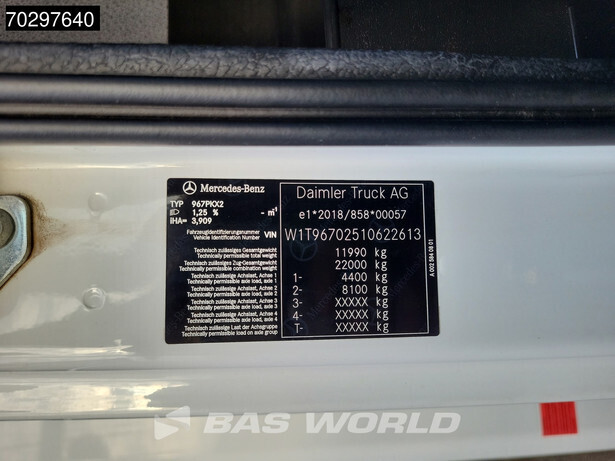 70297640
Mercedes-Benz
TYP 967PKX2
1,25 % - m⁻¹
IHA= 3,909
Fahrzeugidentifizierungsnummer
Vehicle Identification Number VIN
Technisch zulässiges Gesamtgewicht
Technically permissible total weight
Technisch zulässiges Zug-Gesamtgewicht
Technically permissible combination weight
Technisch zulässige Achslast, Achse 1
Technically permissible axle load, axle 1
Technisch zulässige Achslast, Achse 2
Technically permissible axle load, axle 2
Technisch zulässige Achslast, Achse 3
Technically permissible axle load, axle 3
Technisch zulässige Achslast, Achse 4
Technically permissible axle load, axle 4
Technisch zulässige Last der Achsgruppe
Technically permissible load on axle group
Daimler Truck AG
e1*2018/858*00057
W1T96702510622613
11990 kg
22000 kg
1- 4400 kg
2- 8100 kg
3- XXXXX kg
4- XXXXX kg
T- XXXXX kg
A 002 584 08 01
BAS WORLD